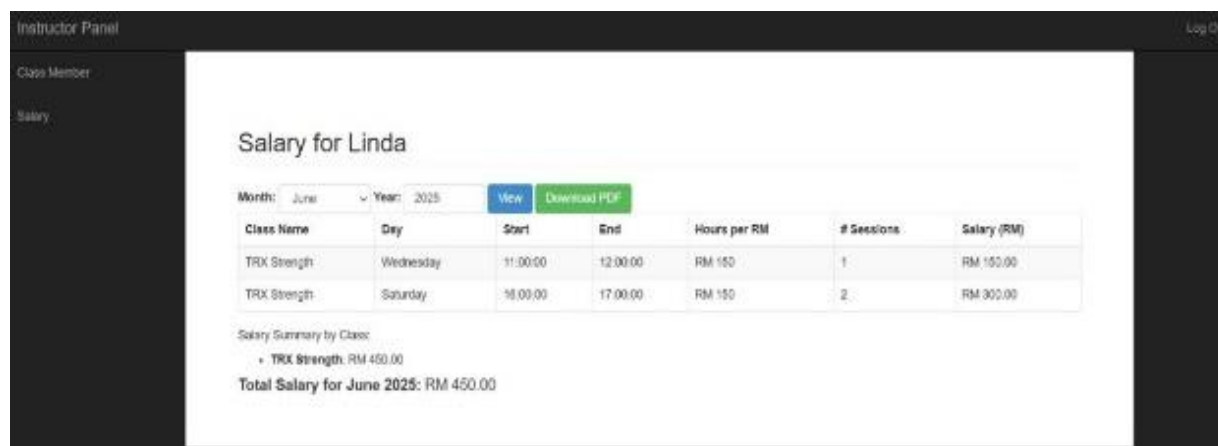 Instructor Panel
Log O
Class Member
Salary
Salary for Linda
Month: June Year: 2025 View Download PDF
Class Name Day Start End Hours per RM # Sessions Salary (RM)
TRX Strength Wednesday 11:00:00 12:00:00 RM 150 1 RM 150.00
TRX Strength Saturday 16:00:00 17:00:00 RM 150 2 RM 300.00
Salary Summary by Class:
• TRX Strength: RM 450.00
Total Salary for June 2025: RM 450.00